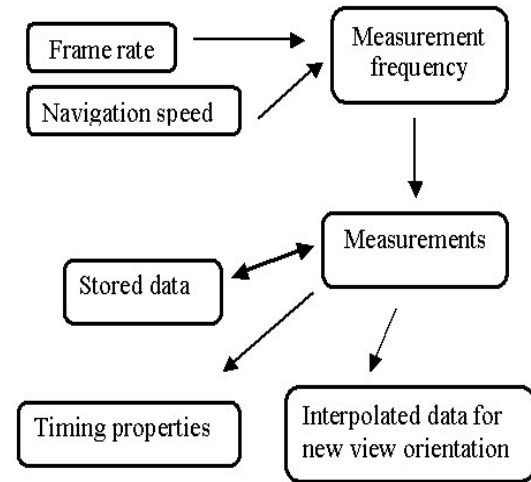 Frame rate
Measurement
frequency
Navigation speed
Measurements
Stored data
Timing properties
Interpolated data for
new view orientation